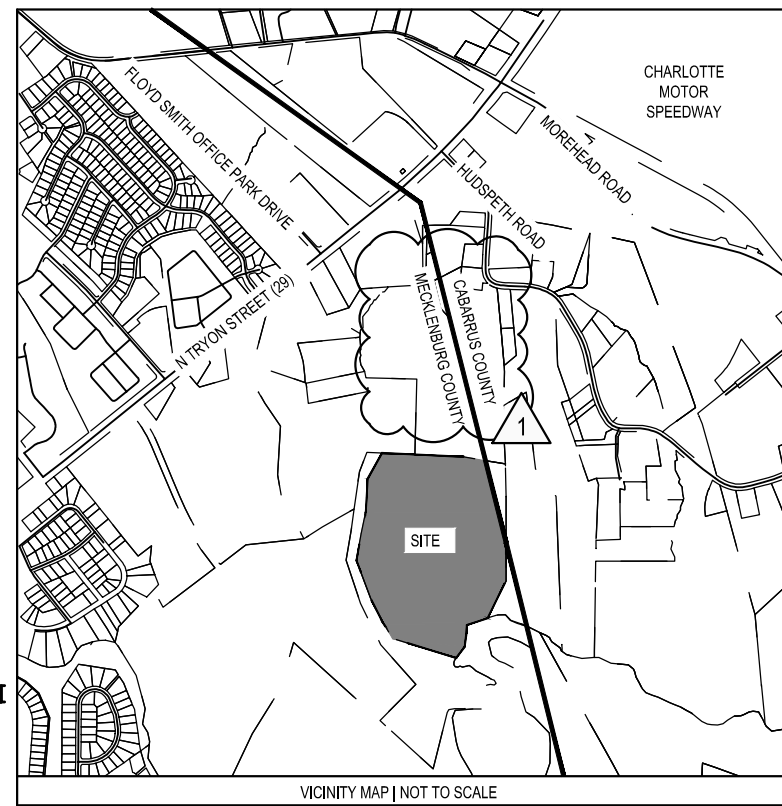 CHARLOTTE
MOTOR
SPEEDWAY
FLOYD SMITH OFFICE PARK DRIVE
MOREHEAD ROAD
HUDSPETH ROAD
N TRYON STREET (29)
MECKLENBURG COUNTY
CABARRUS COUNTY
1
SITE
VICINITY MAP | NOT TO SCALE